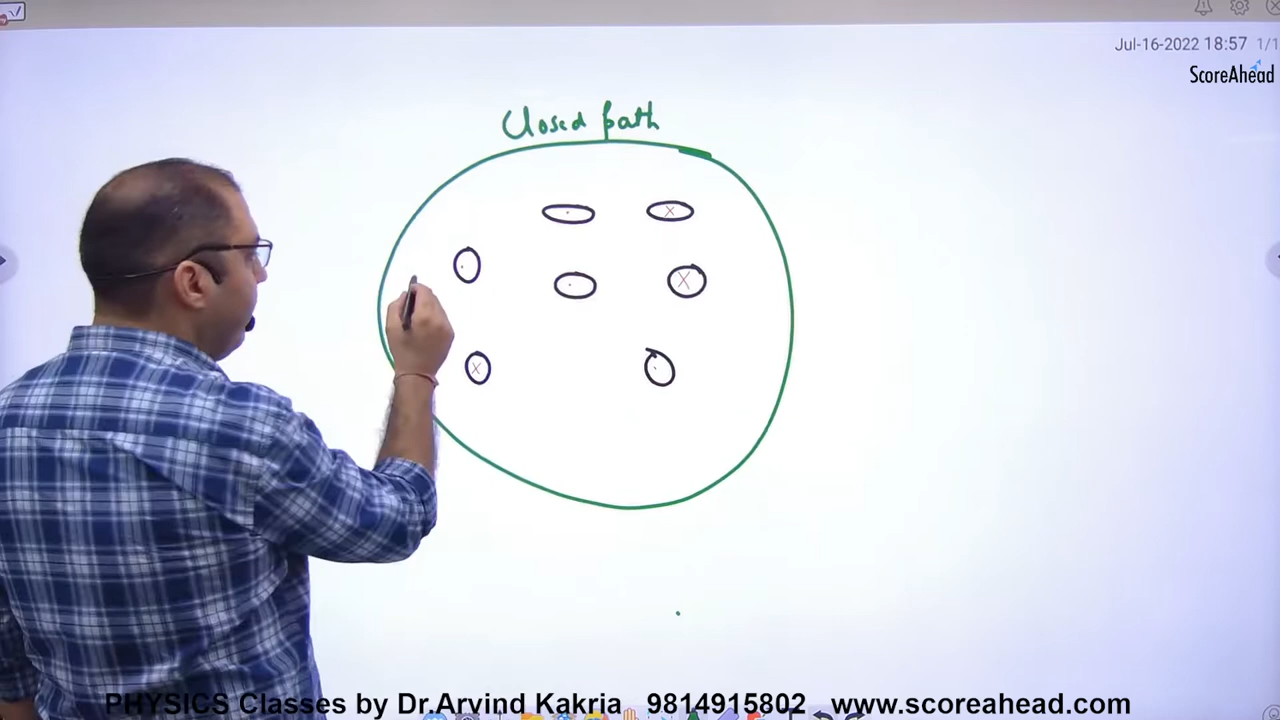 Jul-16-2022 18:57 1/1
ScoreAhead
Closed path
x
x
x
PHYSICS Classes by Dr.Arvind Kakria 9814915802 www.scoreahead.com